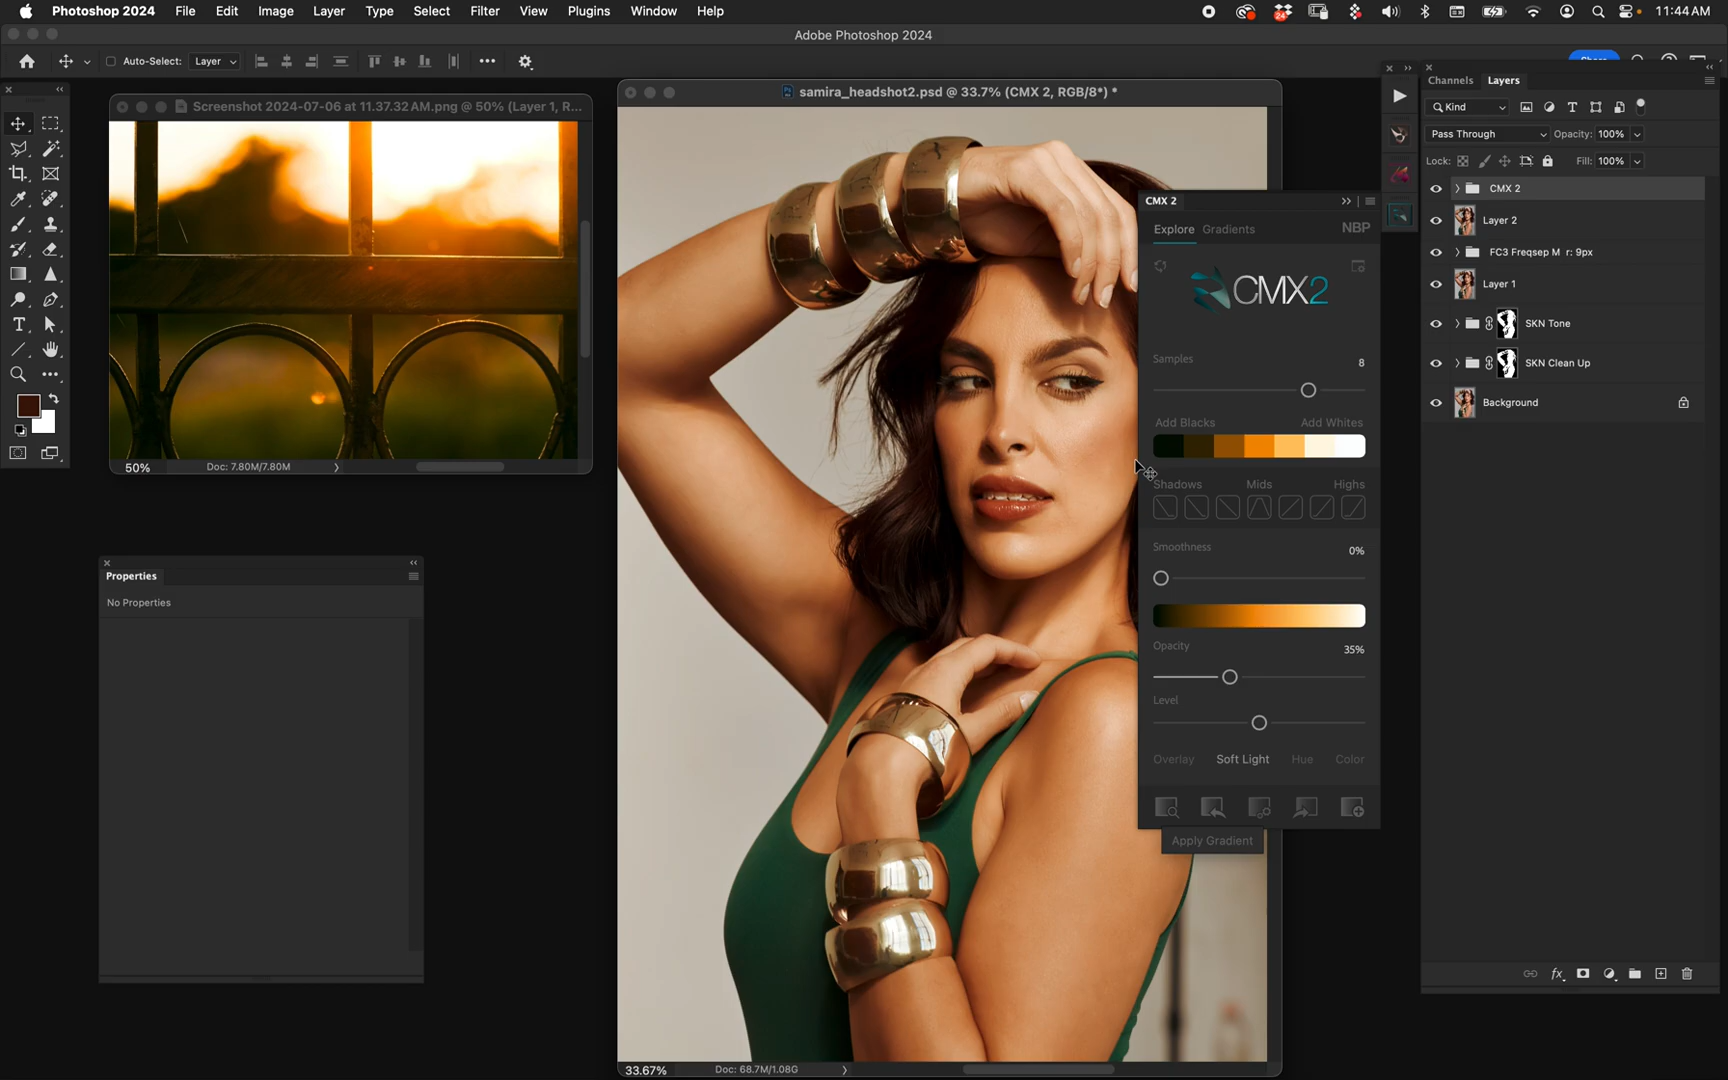 Photoshop 2024 File Edit Image Layer Type Select Filter View Plugins Window Help 24 11:44 AM
Adobe Photoshop 2024
Auto-Select: Layer
Channels Layers
Kind
Pass Through Opacity: 100%
Lock: Fill: 100%
CMX 2
Layer 2
FC3 Freqsep M r: 9px
Layer 1
SKN Tone
SKN Clean Up
Background
Screenshot 2024-07-06 at 11.37.32 AM.png @ 50% (Layer 1, R...
50% Doc: 7.80M/7.80M
Properties
No Properties
samira_headshot2.psd @ 33.7% (CMX 2, RGB/8*) *
33.67% Doc: 68.7M/1.08G
CMX 2
Explore Gradients NBP
CMX2
Samples 8
Add Blacks Add Whites
Shadows Mids Highs
Smoothness 0%
Opacity 35%
Level
Overlay Soft Light Hue Color
Apply Gradient